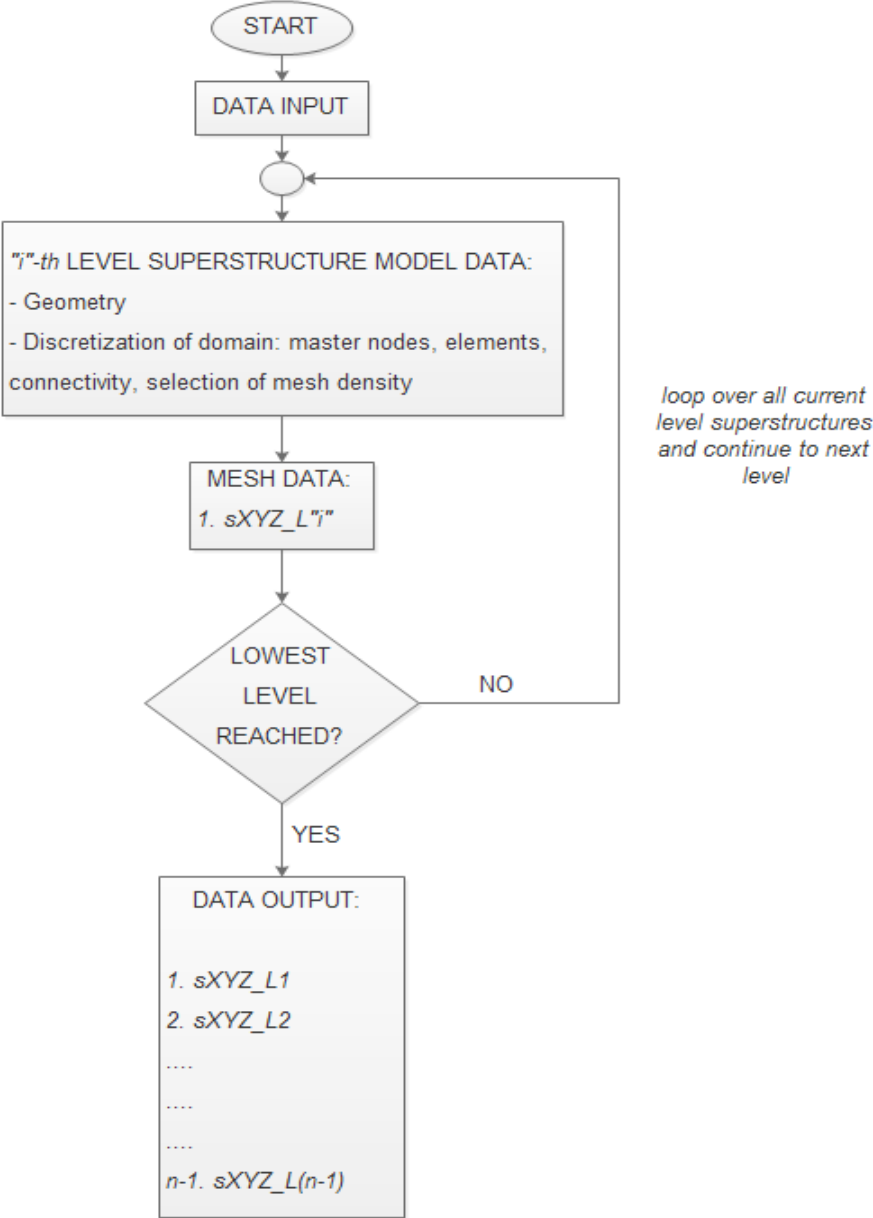 START
DATA INPUT
"i"-th LEVEL SUPERSTRUCTURE MODEL DATA:
- Geometry
- Discretization of domain: master nodes, elements,
connectivity, selection of mesh density
loop over all current
level superstructures
and continue to next
level
MESH DATA:
1. sXYZ_L"i"
LOWEST
LEVEL
REACHED?
NO
YES
DATA OUTPUT:
1. sXYZ_L1
2. sXYZ_L2
....
....
....
n-1. sXYZ_L(n-1)